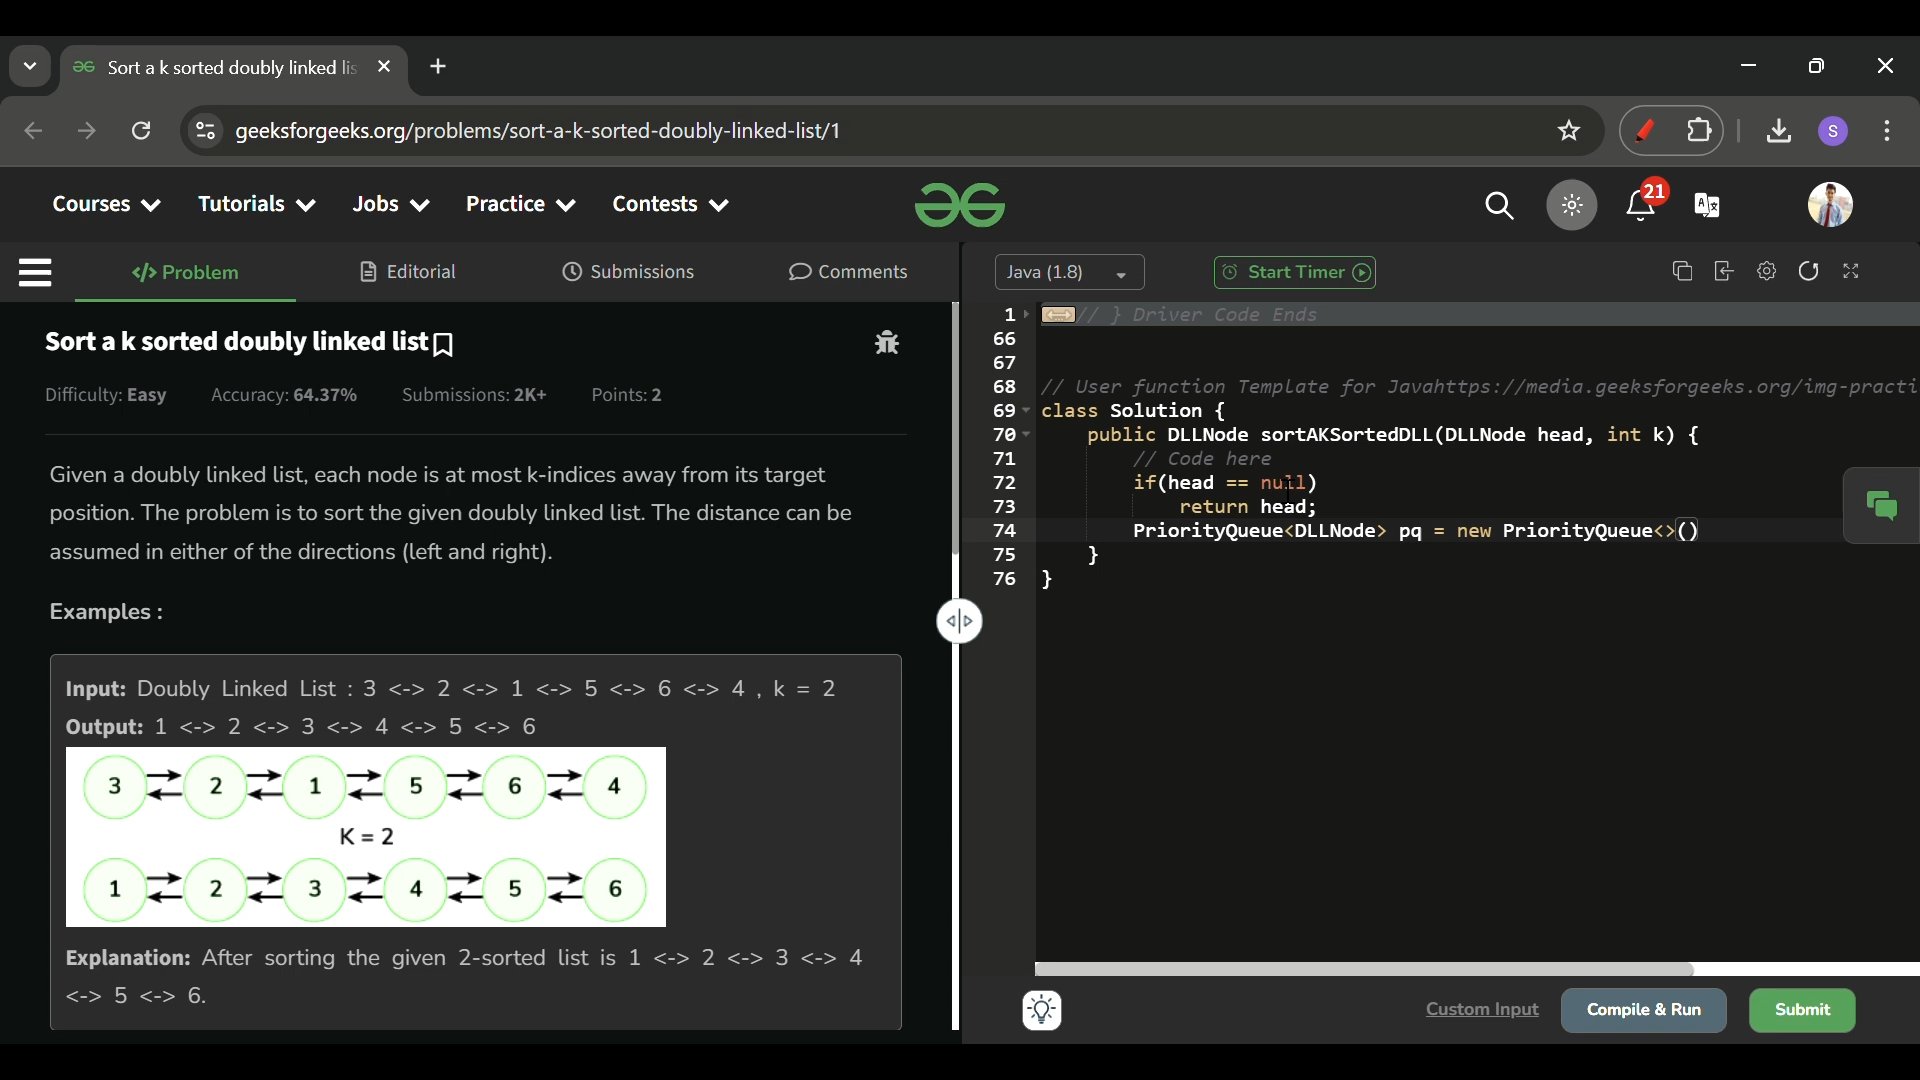 Sort a k sorted doubly linked lis
geeksforgeeks.org/problems/sort-a-k-sorted-doubly-linked-list/1
S
Courses Tutorials Jobs Practice Contests
21
</> Problem Editorial Submissions Comments
Java (1.8) Start Timer
Sort a k sorted doubly linked list
Difficulty: Easy Accuracy: 64.37% Submissions: 2K+ Points: 2
Given a doubly linked list, each node is at most k-indices away from its target
position. The problem is to sort the given doubly linked list. The distance can be
assumed in either of the directions (left and right).
Examples :
Input: Doubly Linked List : 3 <-> 2 <-> 1 <-> 5 <-> 6 <-> 4 , k = 2
Output: 1 <-> 2 <-> 3 <-> 4 <-> 5 <-> 6
3 2 1 5 6 4
K = 2
1 2 3 4 5 6
Explanation: After sorting the given 2-sorted list is 1 <-> 2 <-> 3 <-> 4
<-> 5 <-> 6.
1 // } Driver Code Ends
66
67
68 // User function Template for Javahttps://media.geeksforgeeks.org/img-practi
69 class Solution {
70 public DLLNode sortAKSortedDLL(DLLNode head, int k) {
71 // Code here
72 if(head == null)
73 return head;
74 PriorityQueue<DLLNode> pq = new PriorityQueue<>()
75 }
76 }
Custom Input Compile & Run Submit